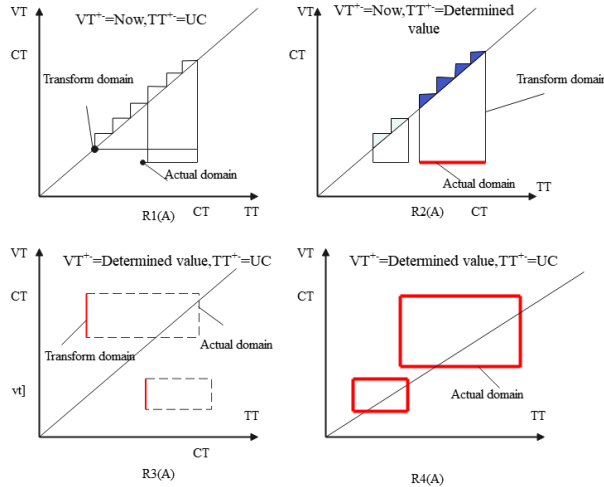 VT
VT⁺⁻=Now,TT⁺⁻=UC
CT
Transform domain
Actual domain
CT
TT
R1(A)
VT
VT⁺⁻=Now,TT⁺⁻=Determined
value
CT
Transform domain
Actual domain
TT
R2(A)
CT
VT
VT⁺⁻=Determined value,TT⁺⁻=UC
CT
Transform domain
Actual domain
vt]
TT
CT
R3(A)
VT
VT⁺⁻=Determined value,TT⁺⁻=UC
CT
Actual domain
TT
R4(A)